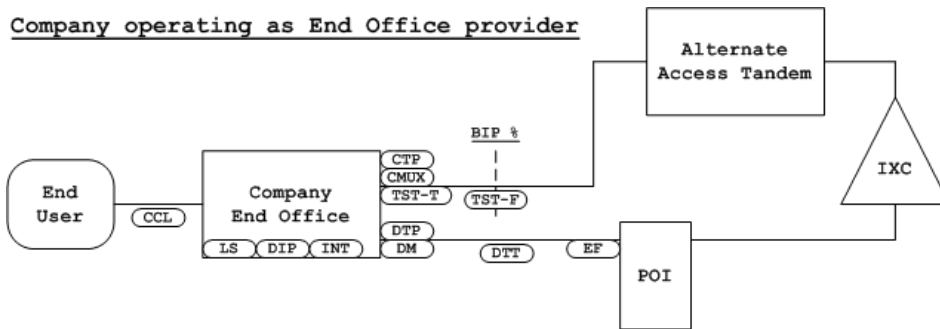 Company operating as End Office provider
Alternate
Access Tandem
BIP %
CTP
CMUX
TST-T
TST-F
IXC
End
User
CCL
Company
End Office
LS DIP INT
DTP
DM
DTT
EF
POI